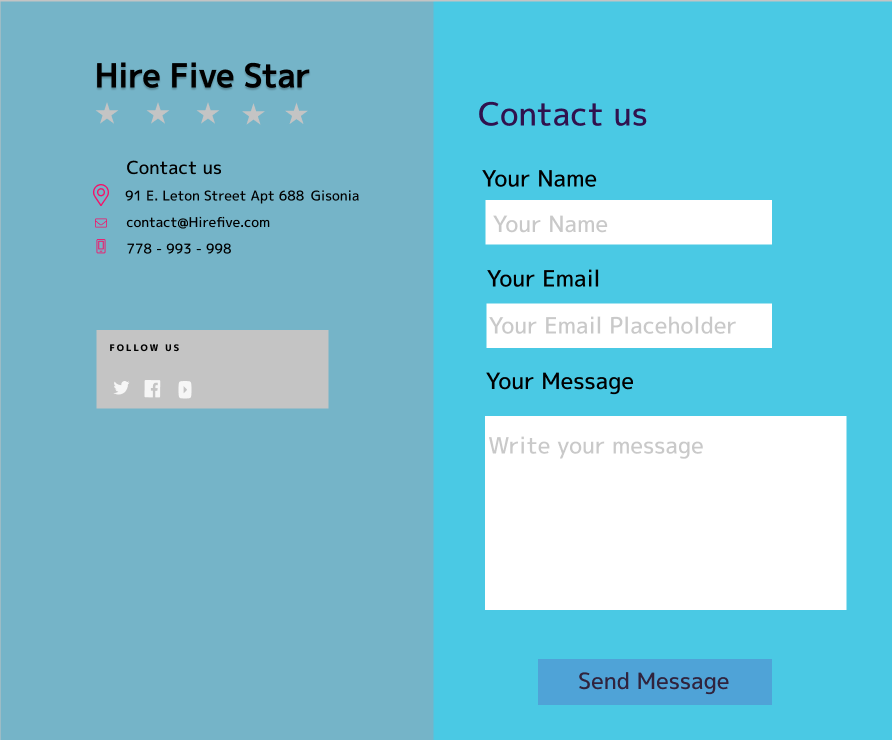 Hire Five Star
Contact us
91 E. Leton Street Apt 688 Gisonia
contact@Hirefive.com
778 - 993 - 998
FOLLOW US
Contact us
Your Name
Your Name
Your Email
Your Email Placeholder
Your Message
Write your message
Send Message